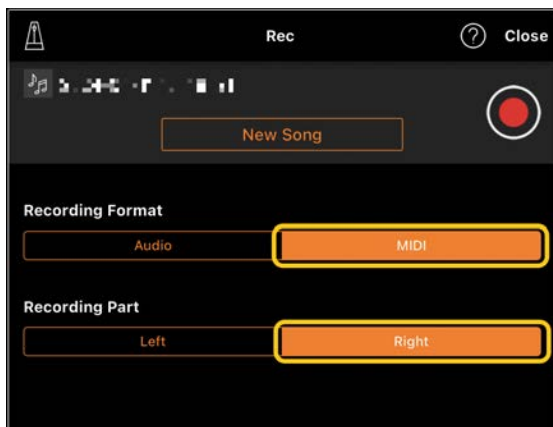 Rec
? Close
New Song
Recording Format
Audio MIDI
Recording Part
Left Right